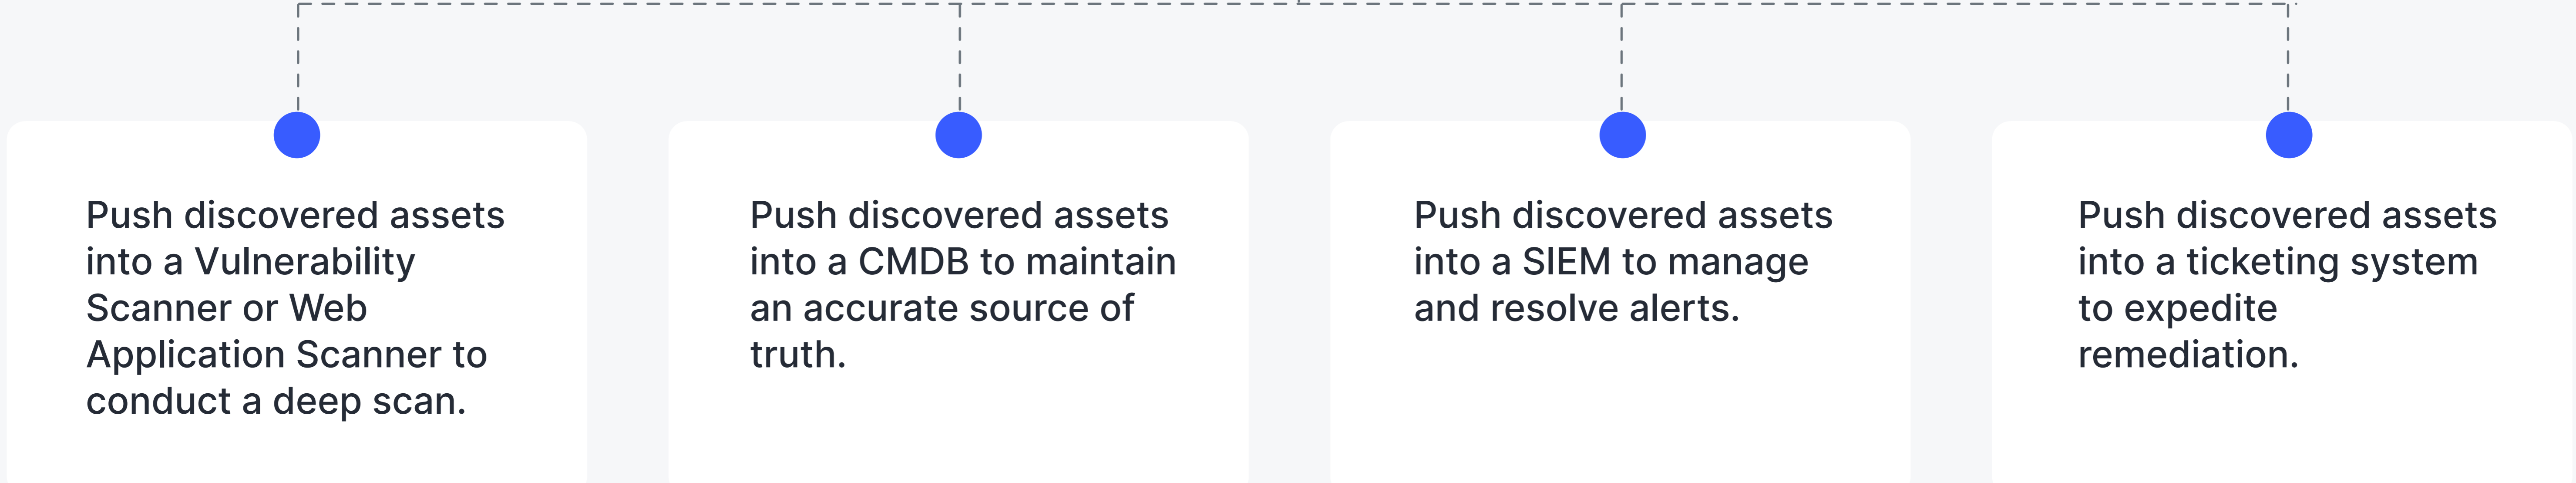 Push discovered assets
into a Vulnerability
Scanner or Web
Application Scanner to
conduct a deep scan.
Push discovered assets
into a CMDB to maintain
an accurate source of
truth.
Push discovered assets
into a SIEM to manage
and resolve alerts.
Push discovered assets
into a ticketing system
to expedite
remediation.